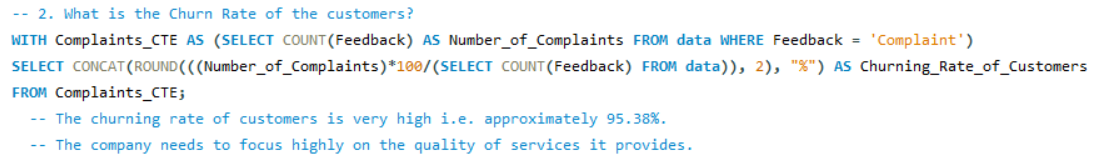 -- 2. What is the Churn Rate of the customers?
WITH Complaints_CTE AS (SELECT COUNT(Feedback) AS Number_of_Complaints FROM data WHERE Feedback = 'Complaint')
SELECT CONCAT(ROUND(((Number_of_Complaints)*100/(SELECT COUNT(Feedback) FROM data)), 2), "%") AS Churning_Rate_of_Customers
FROM Complaints_CTE;
-- The churning rate of customers is very high i.e. approximately 95.38%.
-- The company needs to focus highly on the quality of services it provides.